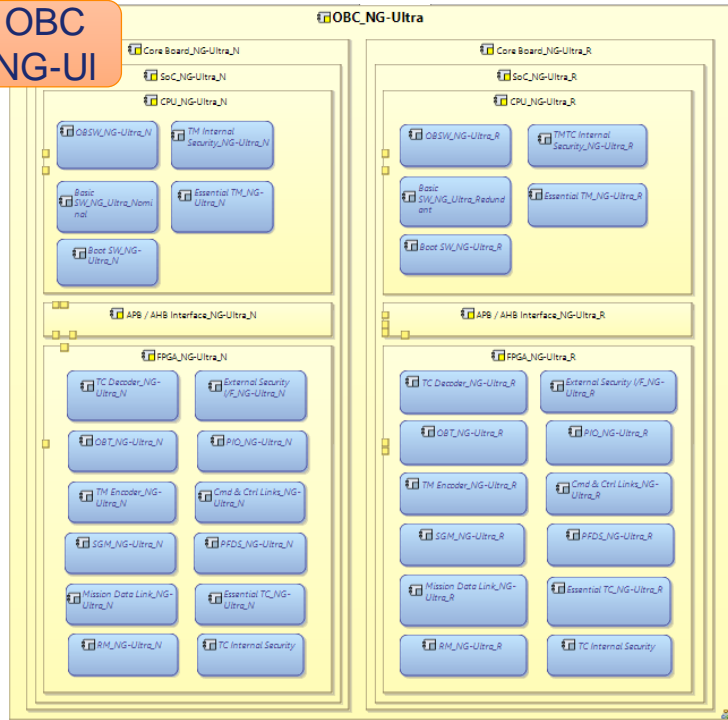 OBC
NG-Ul
OBC_NG-Ultra
Core Board_NG-Ultra_N
SoC_NG-Ultra_N
CPU_NG-Ultra_N
OBSW_NG-Ultra_N
TM Internal
Security_NG-Ultra_N
Basic
SW_NG_Ultra_Nomi
nal
Essential TM_NG-
Ultra_N
Boot SW_NG-
Ultra_N
APB / AHB Interface_NG-Ultra_N
FPGA_NG-Ultra_N
TC Decoder_NG-
Ultra_N
External Security
I/F_NG-Ultra_N
OBT_NG-Ultra_N
PIO_NG-Ultra_N
TM Encoder_NG-
Ultra_N
Cmd & Ctrl Links_NG-
Ultra_N
SGM_NG-Ultra_N
PFDS_NG-Ultra_N
Mission Data Link_NG-
Ultra_N
Essential TC_NG-
Ultra_N
RM_NG-Ultra_N
TC Internal Security
Core Board_NG-Ultra_R
SoC_NG-Ultra_R
CPU_NG-Ultra_R
OBSW_NG-Ultra_R
TMTC Internal
Security_NG-Ultra_R
Basic
SW_NG_Ultra_Redund
ant
Essential TM_NG-Ultra_R
Boot SW_NG-Ultra_R
APB / AHB Interface_NG-Ultra_R
FPGA_NG-Ultra_R
TC Decoder_NG-Ultra_R
External Security I/F_NG-
Ultra_R
OBT_NG-Ultra_R
PIO_NG-Ultra_R
TM Encoder_NG-Ultra_R
Cmd & Ctrl Links_NG-
Ultra_R
SGM_NG-Ultra_R
PFDS_NG-Ultra_R
Mission Data Link_NG-
Ultra_R
Essential TC_NG-Ultra_R
RM_NG-Ultra_R
TC Internal Security